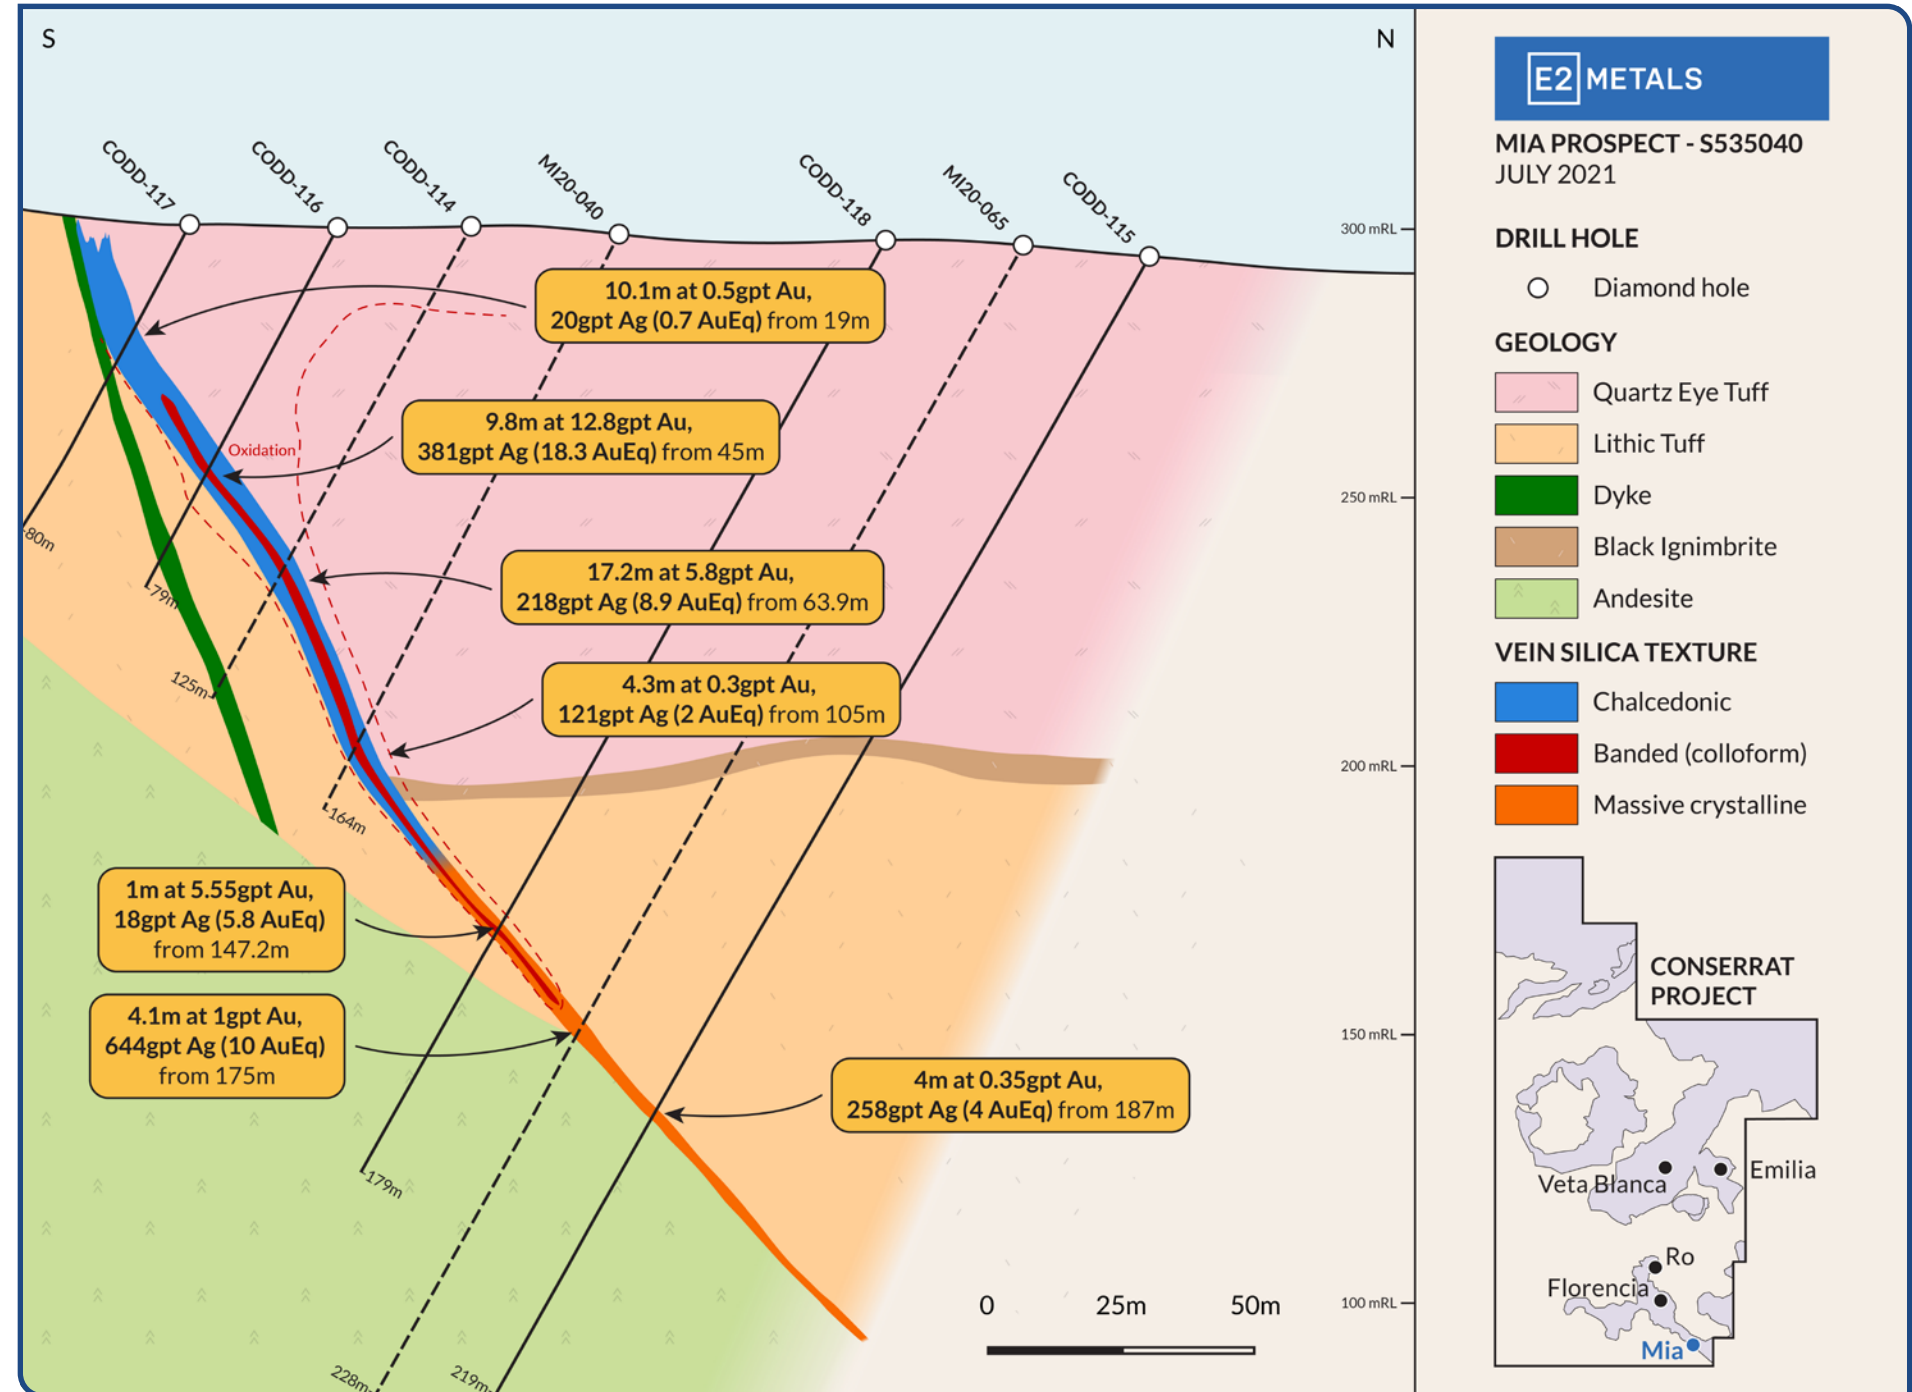 S
N
CODD-117
CODD-116
CODD-114
MI20-040
CODD-118
MI20-065
CODD-115
10.1m at 0.5gpt Au,
20gpt Ag (0.7 AuEq) from 19m
9.8m at 12.8gpt Au,
381gpt Ag (18.3 AuEq) from 45m
Oxidation
17.2m at 5.8gpt Au,
218gpt Ag (8.9 AuEq) from 63.9m
4.3m at 0.3gpt Au,
121gpt Ag (2 AuEq) from 105m
80m
79m
125m
164m
1m at 5.55gpt Au,
18gpt Ag (5.8 AuEq)
from 147.2m
4.1m at 1gpt Au,
644gpt Ag (10 AuEq)
from 175m
4m at 0.35gpt Au,
258gpt Ag (4 AuEq) from 187m
179m
228m
219m
300 mRL
250 mRL
200 mRL
150 mRL
100 mRL
0 25m 50m
E2 METALS
MIA PROSPECT - S535040
JULY 2021
DRILL HOLE
Diamond hole
GEOLOGY
Quartz Eye Tuff
Lithic Tuff
Dyke
Black Ignimbrite
Andesite
VEIN SILICA TEXTURE
Chalcedonic
Banded (colloform)
Massive crystalline
CONSERRAT
PROJECT
Veta Blanca
Emilia
Ro
Florencia
Mia